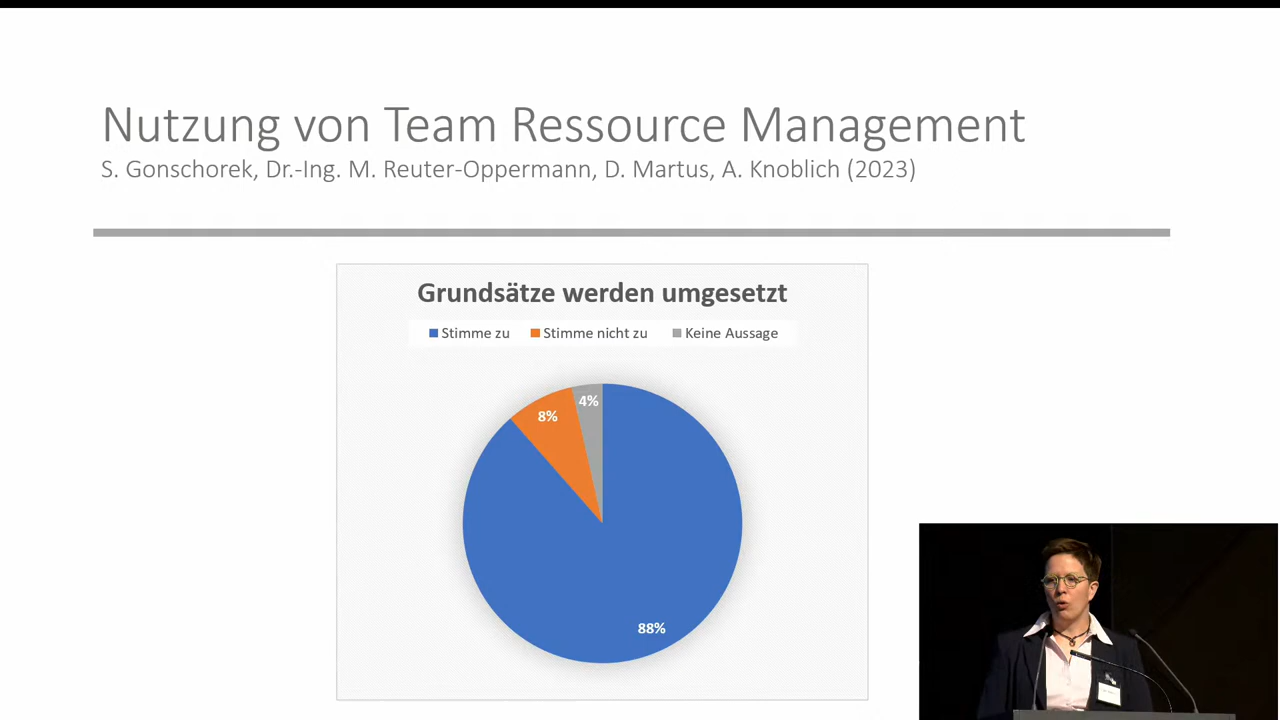 Nutzung von Team Ressource Management
S. Gonschorek, Dr.-Ing. M. Reuter-Oppermann, D. Martus, A. Knoblich (2023)
Grundsätze werden umgesetzt
Stimme zu Stimme nicht zu Keine Aussage
4%
8%
88%